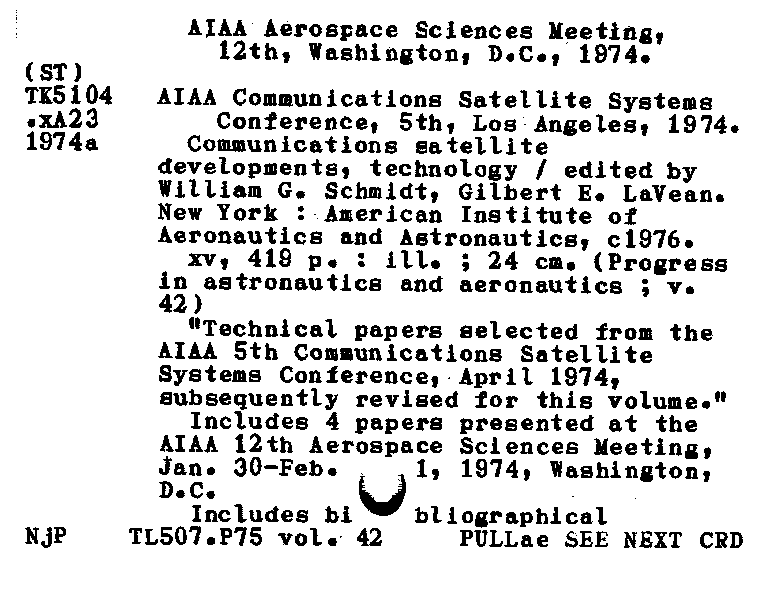 AIAA Aerospace Sciences Meeting,
12th, Washington, D.C., 1974.
(ST)
TK5104 AIAA Communications Satellite Systems
.xA23 Conference, 5th, Los Angeles, 1974.
1974a Communications satellite
developments, technology / edited by
William G. Schmidt, Gilbert E. LaVean.
New York : American Institute of
Aeronautics and Astronautics, c1976.
xv, 419 p. : ill. ; 24 cm. (Progress
in astronautics and aeronautics ; v.
42)
"Technical papers selected from the
AIAA 5th Communications Satellite
Systems Conference, April 1974,
subsequently revised for this volume."
Includes 4 papers presented at the
AIAA 12th Aerospace Sciences Meeting,
Jan. 30-Feb. 1, 1974, Washington,
D.C.
Includes bi bliographical
NjP TL507.P75 vol. 42 PULLae SEE NEXT CRD